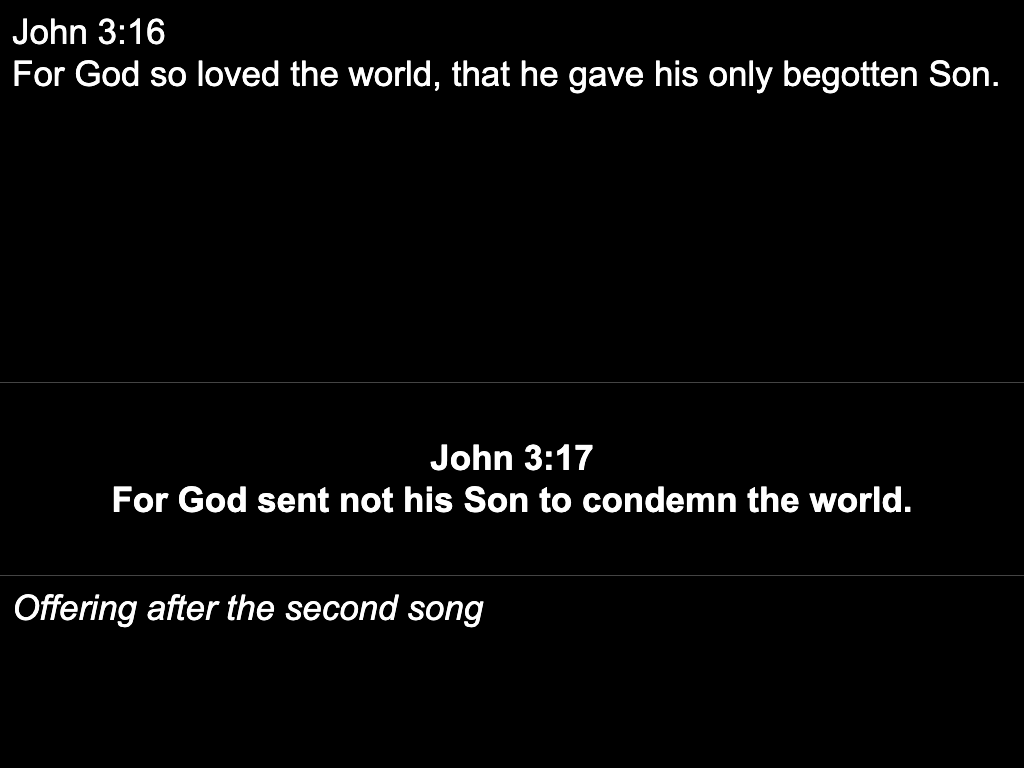 John 3:16
For God so loved the world, that he gave his only begotten Son.
John 3:17
For God sent not his Son to condemn the world.
Offering after the second song